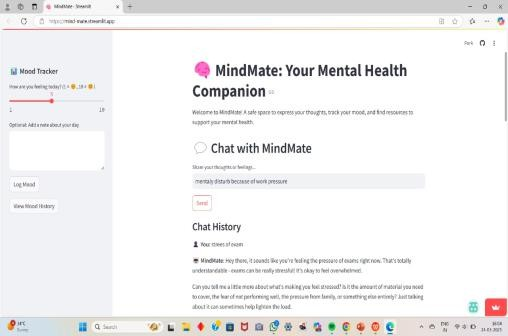 MindMate · Streamlit
https://mind-mate.streamlit.app
Fork
Mood Tracker
How are you feeling today? (1 = 😟, 10 = 😊)
5
1 10
Optional: Add a note about your day
Log Mood
View Mood History
🧠 MindMate: Your Mental Health
Companion
Welcome to MindMate! A safe space to express your thoughts, track your mood, and find resources to
support your mental health.
Chat with MindMate
Share your thoughts or feelings...
mentaly disturb because of work pressure
Send
Chat History
You: strees of exam
MindMate: Hey there, it sounds like you're feeling the pressure of exams right now. That's totally
understandable - exams can be really stressful! It's okay to feel overwhelmed.
Can you tell me a little more about what's making you feel stressed? Is it the amount of material you need
to cover, the fear of not performing well, the pressure from family, or something else entirely? Just talking
about it can sometimes help lighten the load.
34°C
Sunny
Search
ENG
IN
24-03-2025